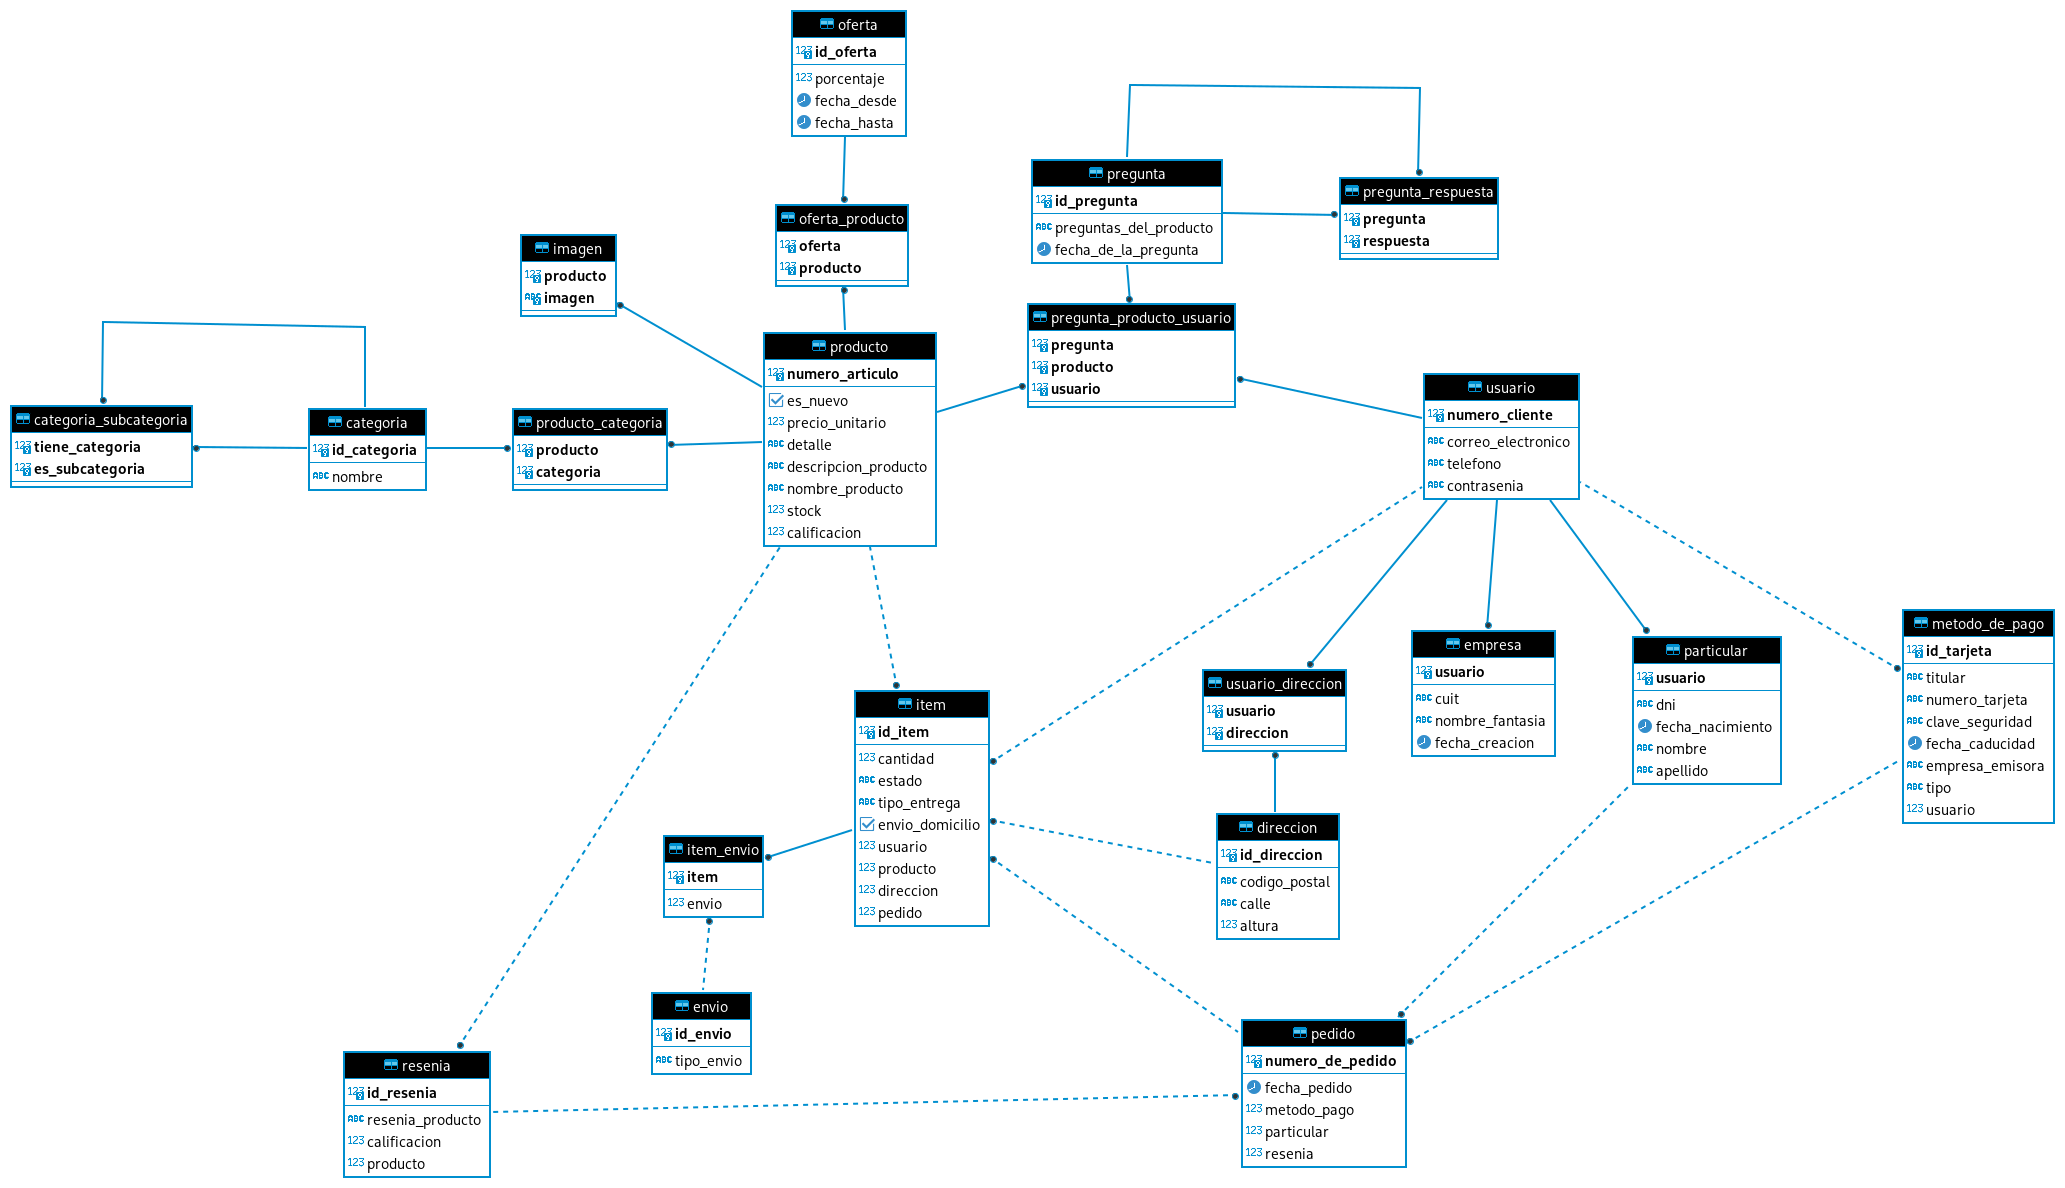 oferta
id_oferta
porcentaje
fecha_desde
fecha_hasta
pregunta
id_pregunta
preguntas_del_producto
fecha_de_la_pregunta
pregunta_respuesta
pregunta
respuesta
oferta_producto
oferta
producto
imagen
producto
imagen
pregunta_producto_usuario
pregunta
producto
usuario
producto
numero_articulo
es_nuevo
precio_unitario
detalle
descripcion_producto
nombre_producto
stock
calificacion
usuario
numero_cliente
correo_electronico
telefono
contrasenia
categoria_subcategoria
tiene_categoria
es_subcategoria
categoria
id_categoria
nombre
producto_categoria
producto
categoria
metodo_de_pago
id_tarjeta
titular
numero_tarjeta
clave_seguridad
fecha_caducidad
empresa_emisora
tipo
usuario
empresa
usuario
cuit
nombre_fantasia
fecha_creacion
particular
usuario
dni
fecha_nacimiento
nombre
apellido
usuario_direccion
usuario
direccion
item
id_item
cantidad
estado
tipo_entrega
envio_domicilio
usuario
producto
direccion
pedido
direccion
id_direccion
codigo_postal
calle
altura
item_envio
item
envio
envio
id_envio
tipo_envio
pedido
numero_de_pedido
fecha_pedido
metodo_pago
particular
resenia
resenia
id_resenia
resenia_producto
calificacion
producto